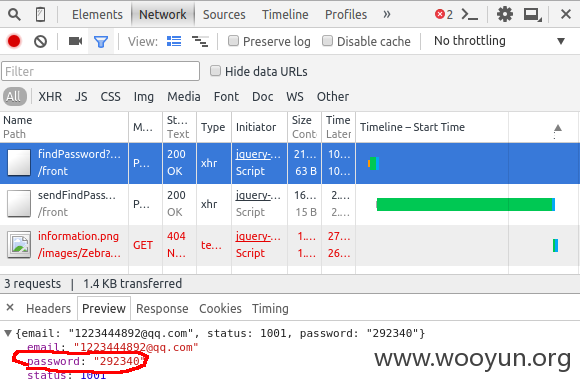 Elements Network Sources Timeline Profiles » 2
View: Preserve log Disable cache No throttling
Filter Hide data URLs
All XHR JS CSS Img Media Font Doc WS Other
Name M... St... Type Initiator Size Time Timeline – Start Time
Path Text Cont Later
findPassword?... P... 200 xhr jquery-... 21... 10...
/front OK Script 63 B 10...
sendFindPass... P... 200 xhr jquery-... 16... 2....
/front OK Script 15 B 2....
information.png GET 404 te... jquery-... 1.... 27...
/images/Zebra... N... Script 1.... 26...
3 requests | 1.4 KB transferred
× Headers Preview Response Cookies Timing
{email: "1223444892@qq.com", status: 1001, password: "292340"}
email: "1223444892@qq.com"
password: "292340"
status: 1001
www.wooyun.org